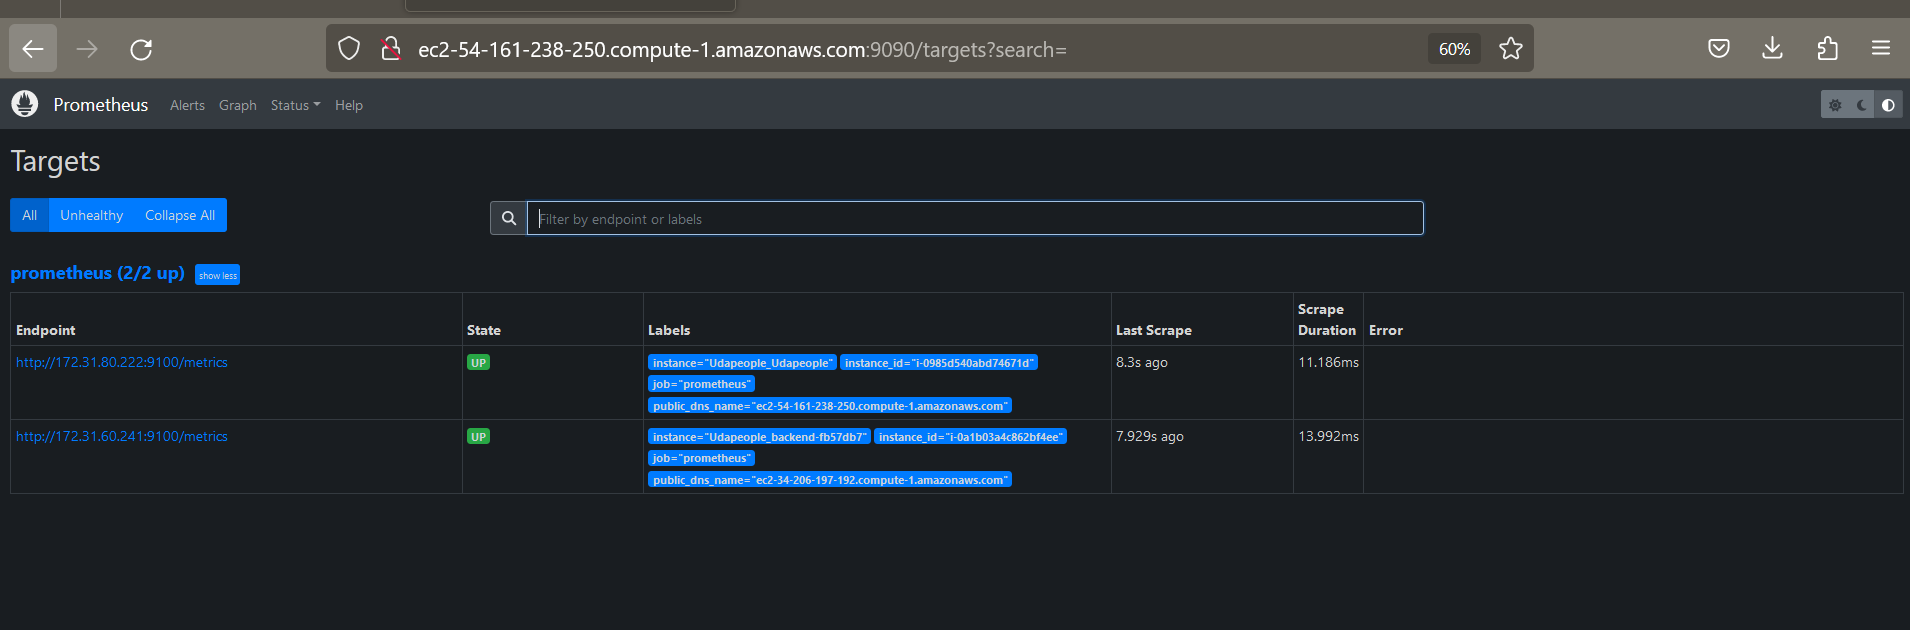 ec2-54-161-238-250.compute-1.amazonaws.com:9090/targets?search= 60%
Prometheus Alerts Graph Status Help
Targets
All Unhealthy Collapse All Filter by endpoint or labels
prometheus (2/2 up) show less
Endpoint State Labels Last Scrape Scrape Duration Error
http://172.31.80.222:9100/metrics UP instance="Udapeople_Udapeople" instance_id="i-0985d540abd74671d" 8.3s ago 11.186ms
job="prometheus"
public_dns_name="ec2-54-161-238-250.compute-1.amazonaws.com"
http://172.31.60.241:9100/metrics UP instance="Udapeople_backend-fb57db7" instance_id="i-0a1b03a4c862bf4ee" 7.929s ago 13.992ms
job="prometheus"
public_dns_name="ec2-34-206-197-192.compute-1.amazonaws.com"